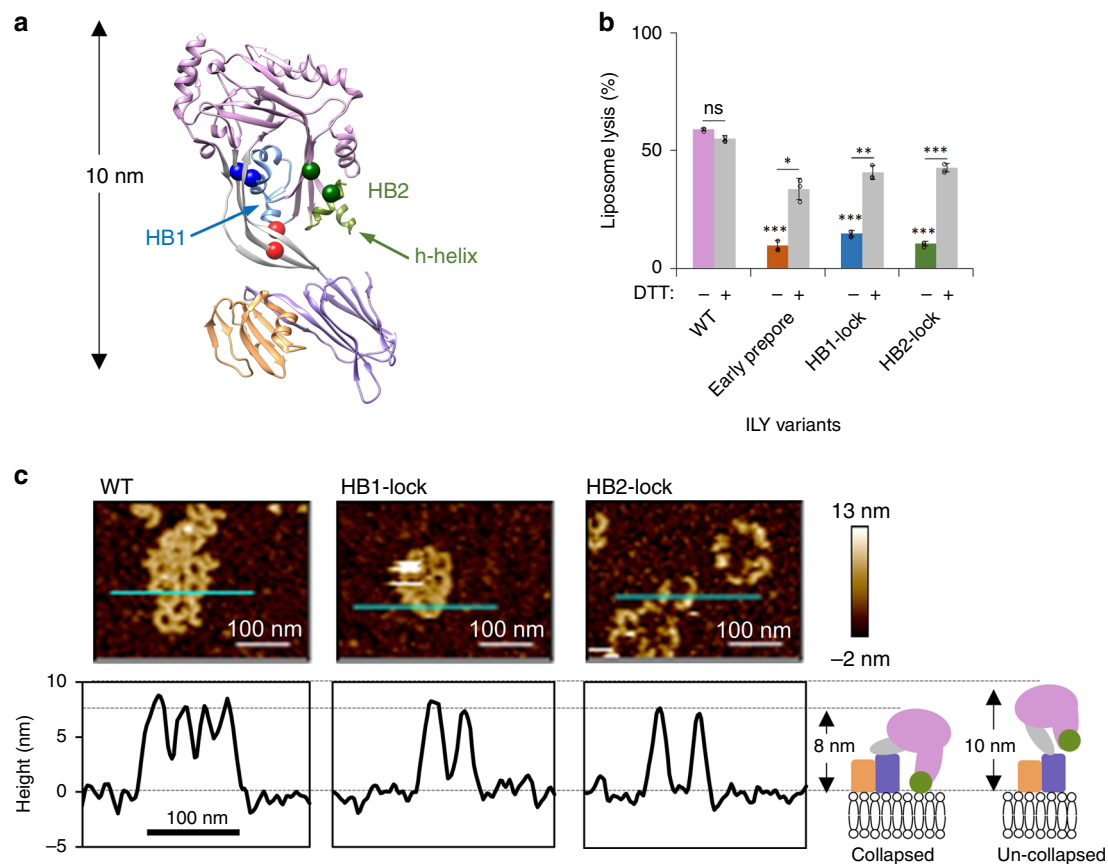 a
10 nm
HB1
HB2
h-helix
b
Liposome lysis (%)
100
50
0
ns
*
**
***
***
***
***
DTT:
– + – + – + – +
WT
Early prepore
HB1-lock
HB2-lock
ILY variants
c
WT
HB1-lock
HB2-lock
100 nm
100 nm
100 nm
13 nm
–2 nm
Height (nm)
10
5
0
–5
100 nm
8 nm
10 nm
Collapsed
Un-collapsed